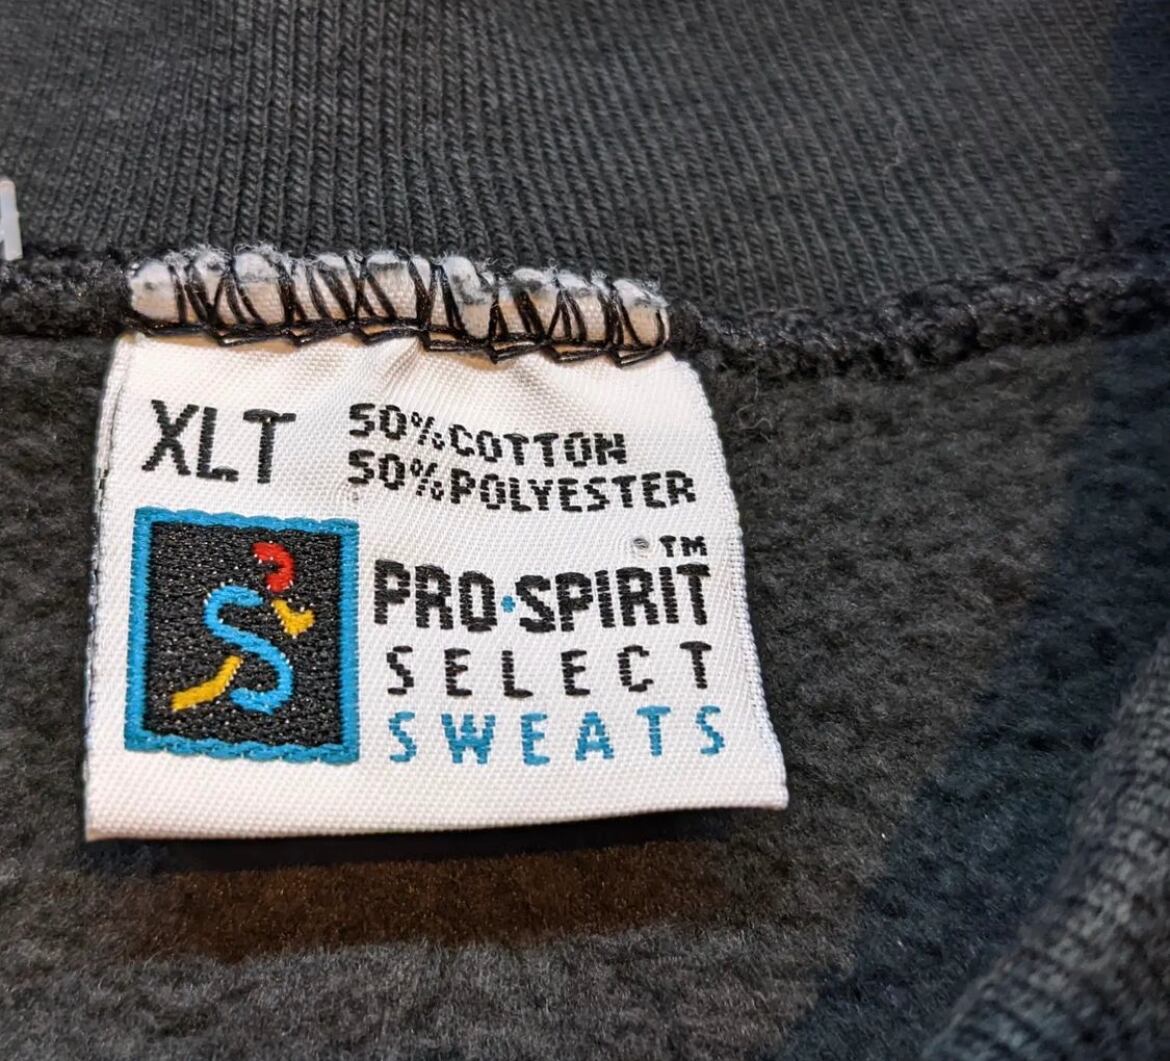 XLT
50% COTTON
50% POLYESTER
TM
PRO·SPIRIT
SELECT
SWEATS